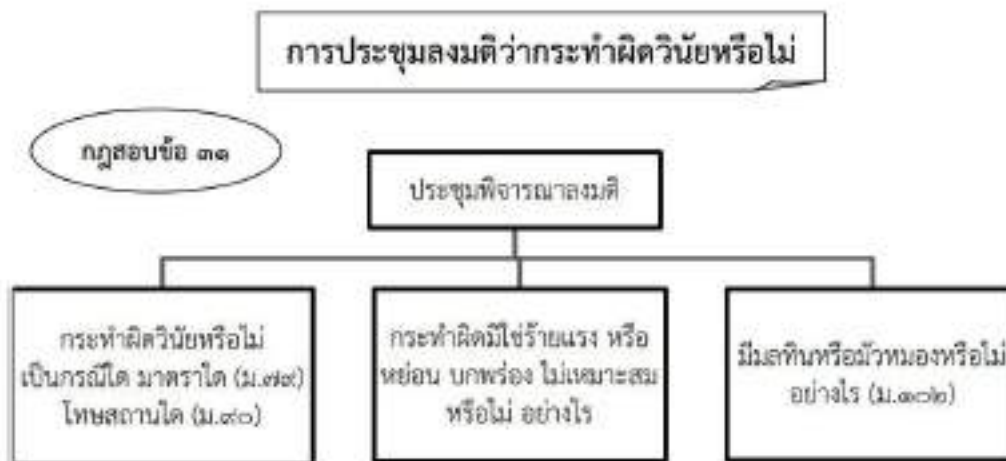 การประชุมลงมติว่ากระทำผิดวินัยหรือไม่
กฎสอบข้อ ๓๑
ประชุมพิจารณาลงมติ
กระทำผิดวินัยหรือไม่
เป็นกรณีใด มาตราใด (ม.๗๙)
โทษสถานใด (ม.๙๐)
กระทำผิดมิใช่ร้ายแรง หรือ
หย่อน บกพร่อง ไม่เหมาะสม
หรือไม่ อย่างไร
มีมลทินหรือมัวหมองหรือไม่
อย่างไร (ม.๑๐๒)